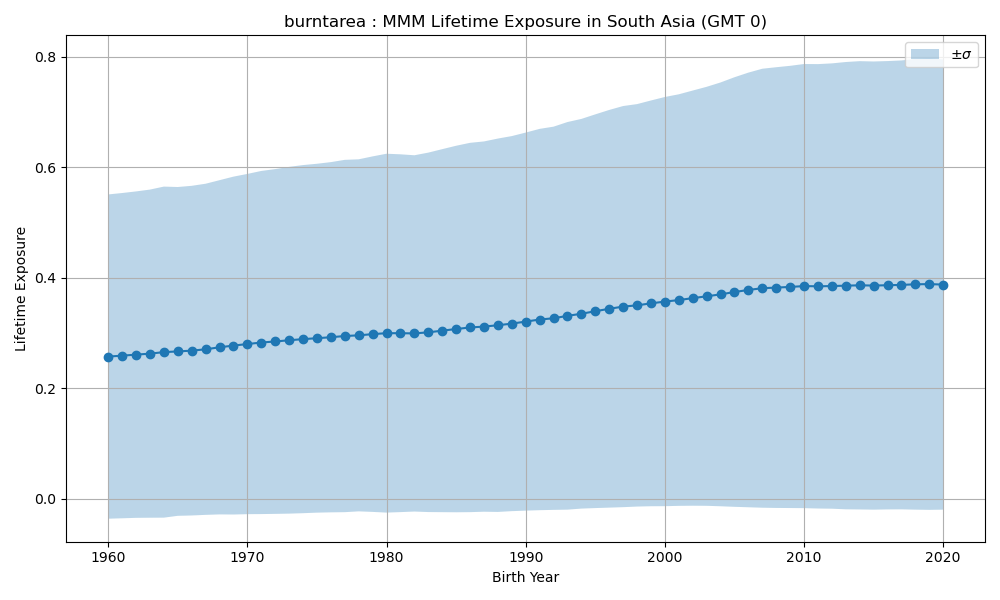 burntarea : MMM Lifetime Exposure in South Asia (GMT 0)
±σ
Lifetime Exposure
0.8
0.6
0.4
0.2
0.0
1960 1970 1980 1990 2000 2010 2020
Birth Year